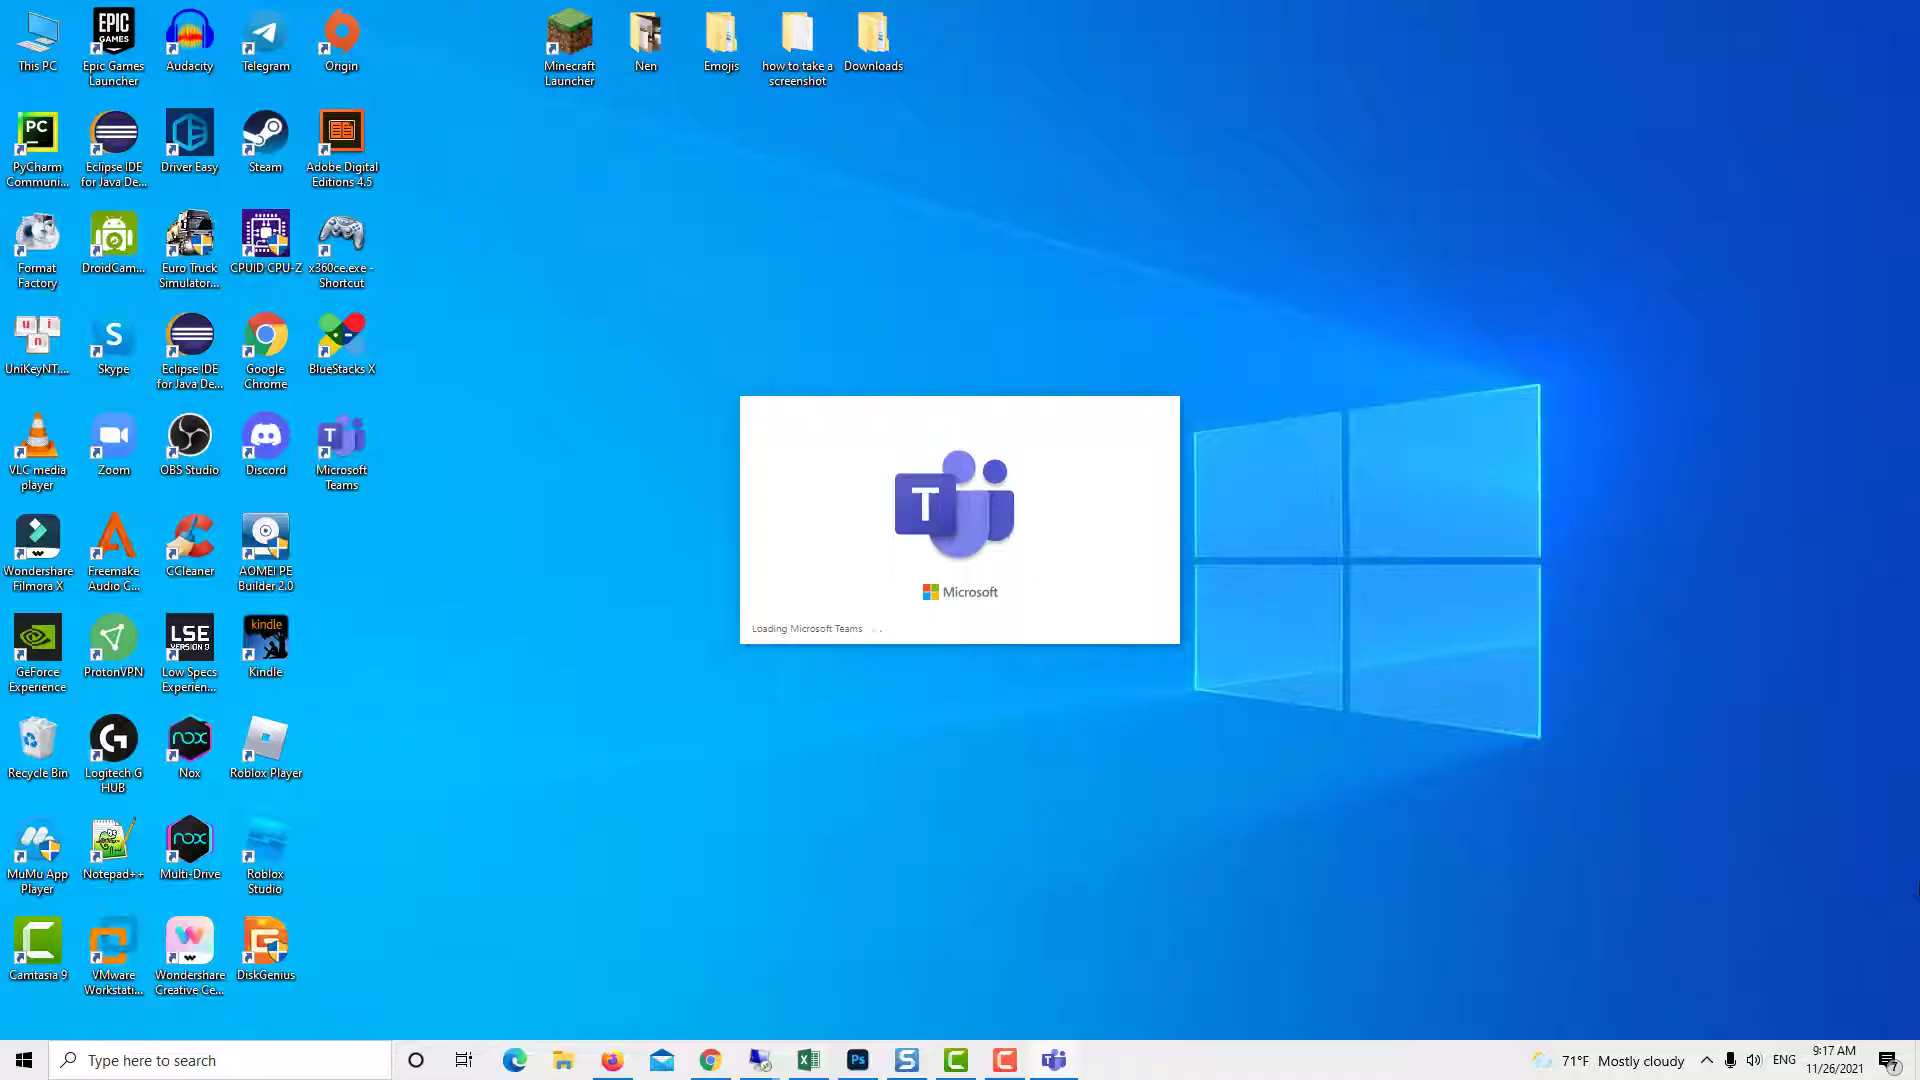 This PC
Epic Games
Launcher
Audacity
Telegram
Origin
Minecraft
Launcher
Nen
Emojis
how to take a
screenshot
Downloads
PyCharm
Communi...
Eclipse IDE
for Java De...
Driver Easy
Steam
Adobe Digital
Editions 4.5
Format
Factory
DroidCam...
Euro Truck
Simulator...
CPUID CPU-Z
x360ce.exe -
Shortcut
UniKeyNT....
Skype
Eclipse IDE
for Java De...
Google
Chrome
BlueStacks X
VLC media
player
Zoom
OBS Studio
Discord
Microsoft
Teams
Wondershare
Filmora X
Freemake
Audio C...
CCleaner
AOMEI PE
Builder 2.0
GeForce
Experience
ProtonVPN
LSE
VERSION 9
Low Specs
Experien...
kindle
Kindle
Recycle Bin
Logitech G
HUB
Nox
Roblox Player
MuMu App
Player
Notepad++
Multi-Drive
Roblox
Studio
Camtasia 9
VMware
Workstati...
Wondershare
Creative Ce...
DiskGenius
EPIC
GAMES
PC
u i
n
S
T
nox
nox
T
Microsoft
Loading Microsoft Teams . .
Type here to search
Ps
S
71°F Mostly cloudy
ENG
9:17 AM
11/26/2021
7